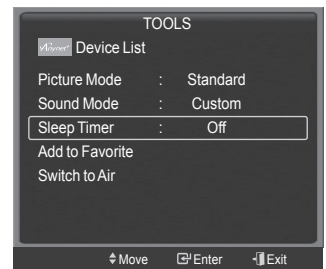 TOOLS
Anynet+ Device List
Picture Mode : Standard
Sound Mode : Custom
Sleep Timer : Off
Add to Favorite
Switch to Air
Move Enter Exit